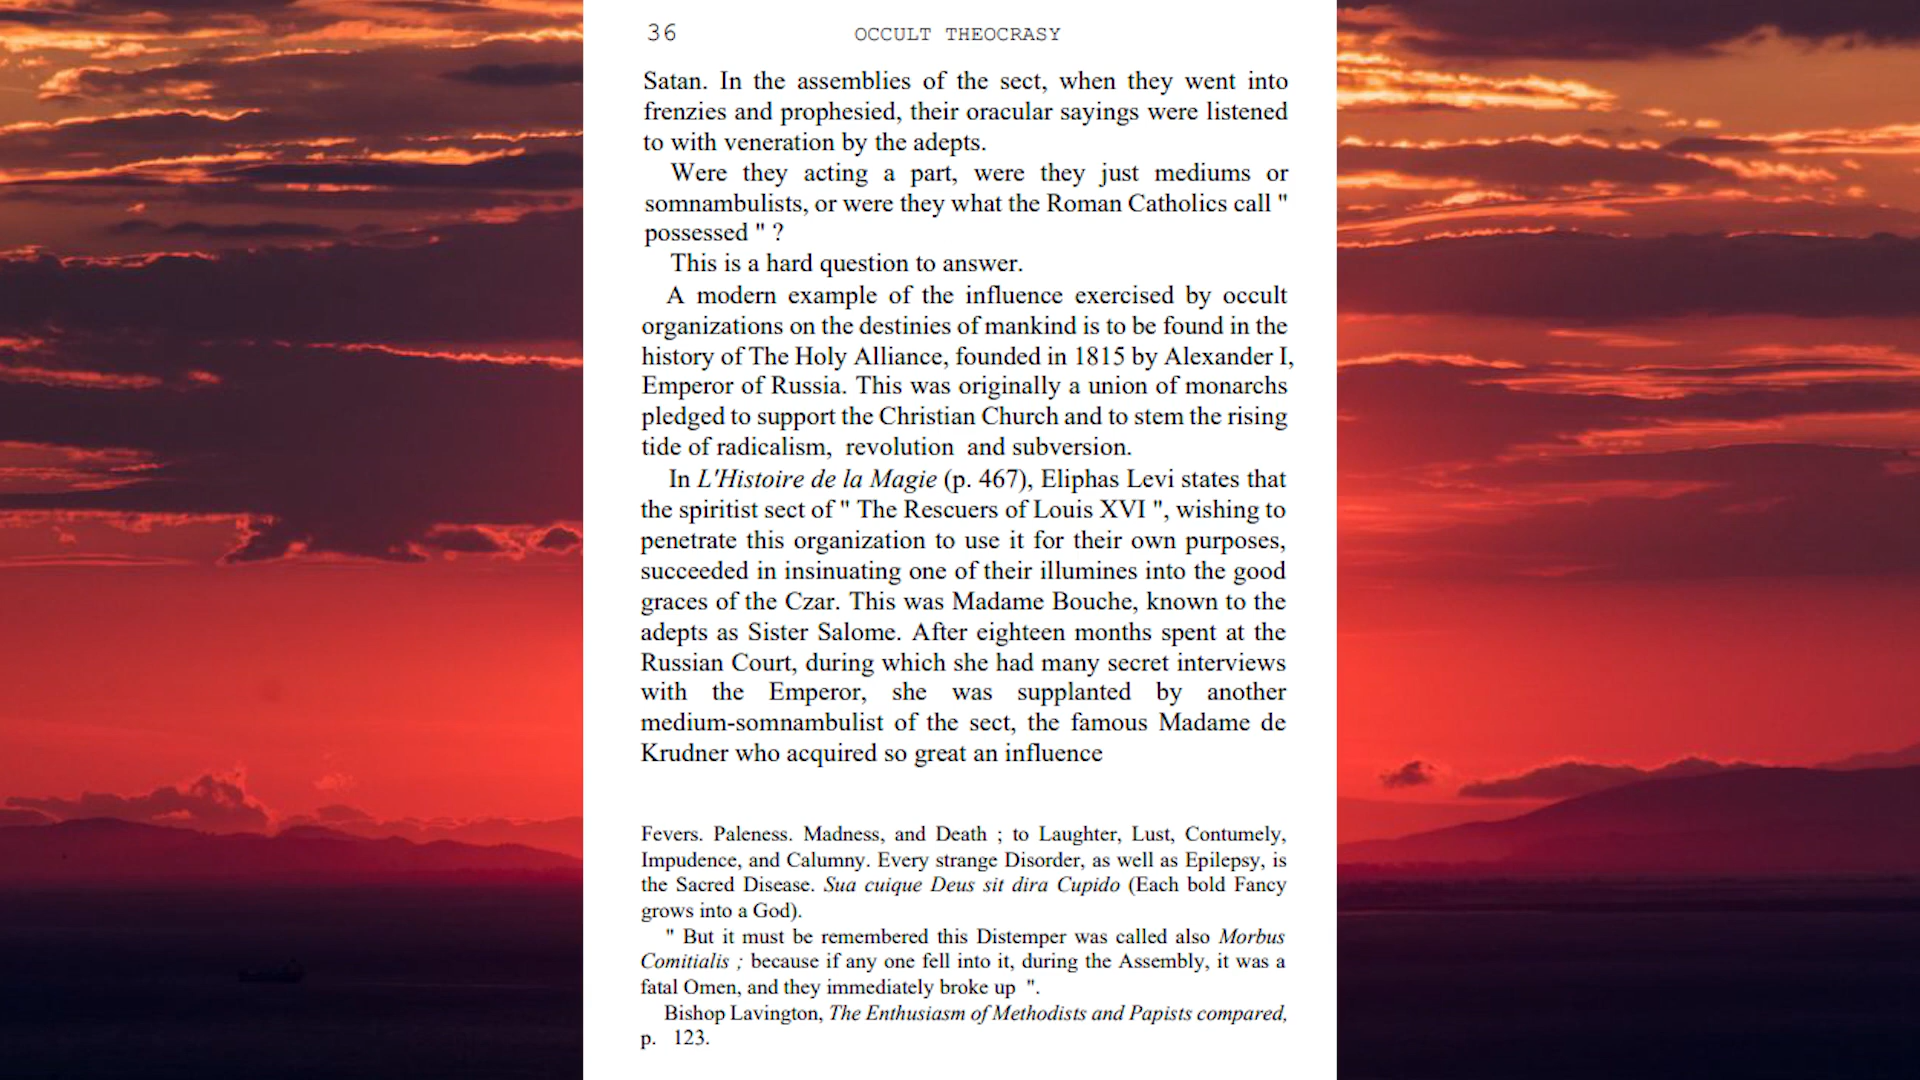 36 OCCULT THEOCRASY
Satan. In the assemblies of the sect, when they went into
frenzies and prophesied, their oracular sayings were listened
to with veneration by the adepts.
Were they acting a part, were they just mediums or
somnambulists, or were they what the Roman Catholics call "
possessed " ?
This is a hard question to answer.
A modern example of the influence exercised by occult
organizations on the destinies of mankind is to be found in the
history of The Holy Alliance, founded in 1815 by Alexander I,
Emperor of Russia. This was originally a union of monarchs
pledged to support the Christian Church and to stem the rising
tide of radicalism, revolution and subversion.
In L'Histoire de la Magie (p. 467), Eliphas Levi states that
the spiritist sect of " The Rescuers of Louis XVI ", wishing to
penetrate this organization to use it for their own purposes,
succeeded in insinuating one of their illumines into the good
graces of the Czar. This was Madame Bouche, known to the
adepts as Sister Salome. After eighteen months spent at the
Russian Court, during which she had many secret interviews
with the Emperor, she was supplanted by another
medium-somnambulist of the sect, the famous Madame de
Krudner who acquired so great an influence
Fevers. Paleness. Madness, and Death ; to Laughter, Lust, Contumely,
Impudence, and Calumny. Every strange Disorder, as well as Epilepsy, is
the Sacred Disease. Sua cuique Deus sit dira Cupido (Each bold Fancy
grows into a God).
" But it must be remembered this Distemper was called also Morbus
Comitialis ; because if any one fell into it, during the Assembly, it was a
fatal Omen, and they immediately broke up ".
Bishop Lavington, The Enthusiasm of Methodists and Papists compared,
p. 123.